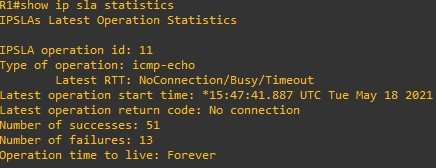 R1#show ip sla statistics
IPSLAs Latest Operation Statistics

IPSLA operation id: 11
Type of operation: icmp-echo
        Latest RTT: NoConnection/Busy/Timeout
Latest operation start time: *15:47:41.887 UTC Tue May 18 2021
Latest operation return code: No connection
Number of successes: 51
Number of failures: 13
Operation time to live: Forever